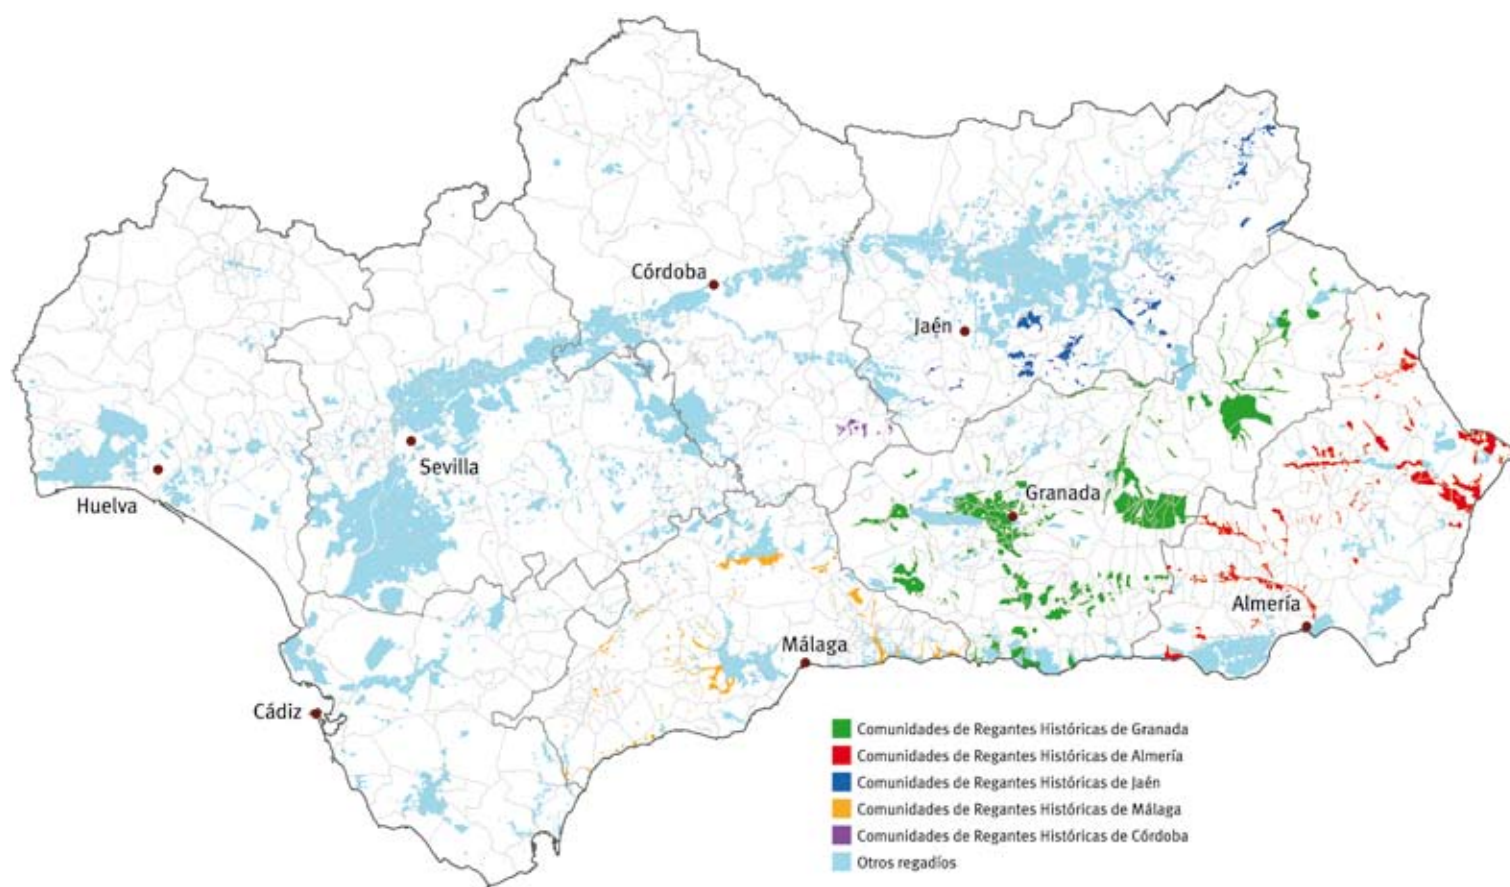 Córdoba
Jaén
Sevilla
Huelva
Granada
Almería
Málaga
Cádiz
Comunidades de Regantes Históricas de Granada
Comunidades de Regantes Históricas de Almería
Comunidades de Regantes Históricas de Jaén
Comunidades de Regantes Históricas de Málaga
Comunidades de Regantes Históricas de Córdoba
Otros regadíos